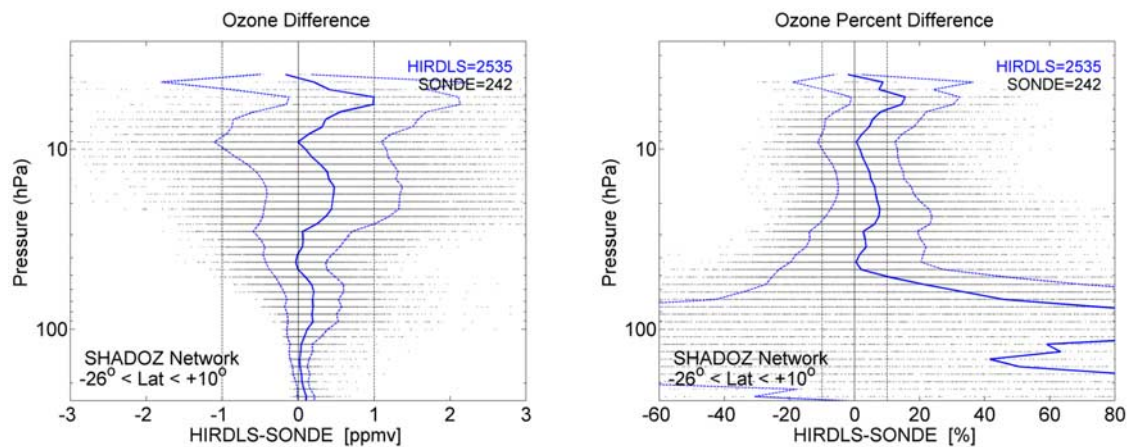 Ozone Difference
HIRDLS=2535
SONDE=242
10
100
Pressure (hPa)
SHADOZ Network
-26° < Lat < +10°
-3 -2 -1 0 1 2 3
HIRDLS-SONDE [ppmv]
Ozone Percent Difference
HIRDLS=2535
SONDE=242
10
100
Pressure (hPa)
SHADOZ Network
-26° < Lat < +10°
-60 -40 -20 0 20 40 60 80
HIRDLS-SONDE [%]